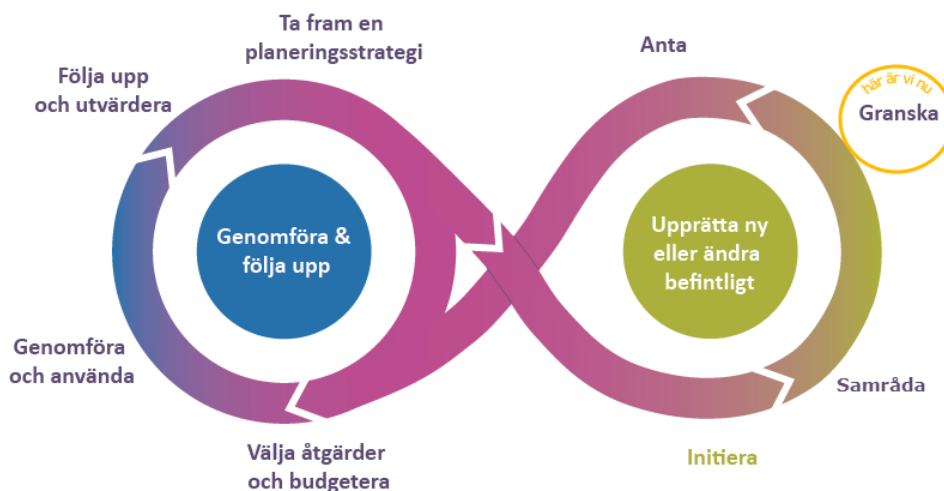 Ta fram en
planeringsstrategi
Anta
Följa upp
och utvärdera
här är vi nu
Granska
Genomföra &
följa upp
Upprätta ny
eller ändra
befintligt
Genomföra
och använda
Samråda
Välja åtgärder
och budgetera
Initiera